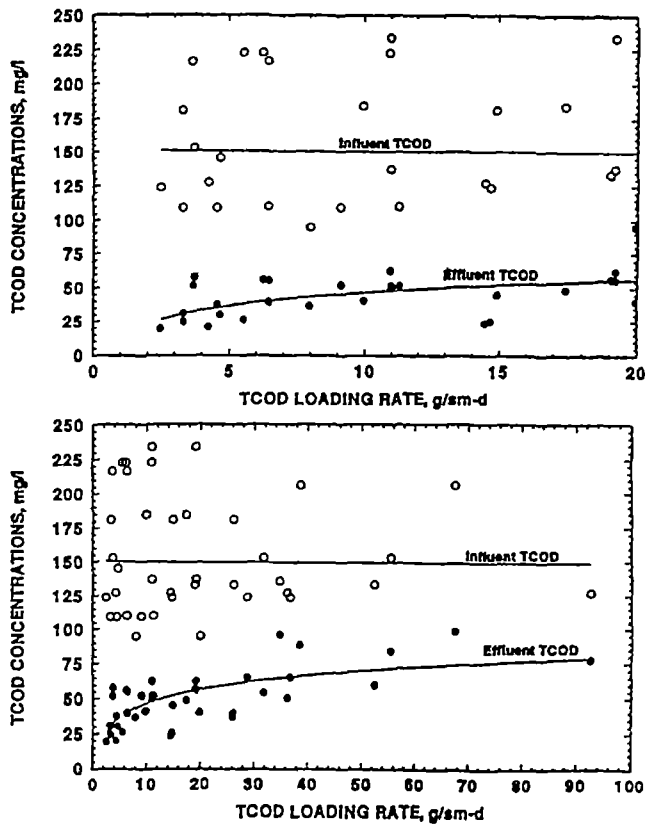 250
225
200
175
150
125
100
75
50
25
0
TCOD CONCENTRATIONS, mg/l
Influent TCOD
Effluent TCOD
0 5 10 15 20
TCOD LOADING RATE, g/sm-d
250
225
200
175
150
125
100
75
50
25
0
TCOD CONCENTRATIONS, mg/l
Influent TCOD
Effluent TCOD
0 10 20 30 40 50 60 70 80 90 100
TCOD LOADING RATE, g/sm-d